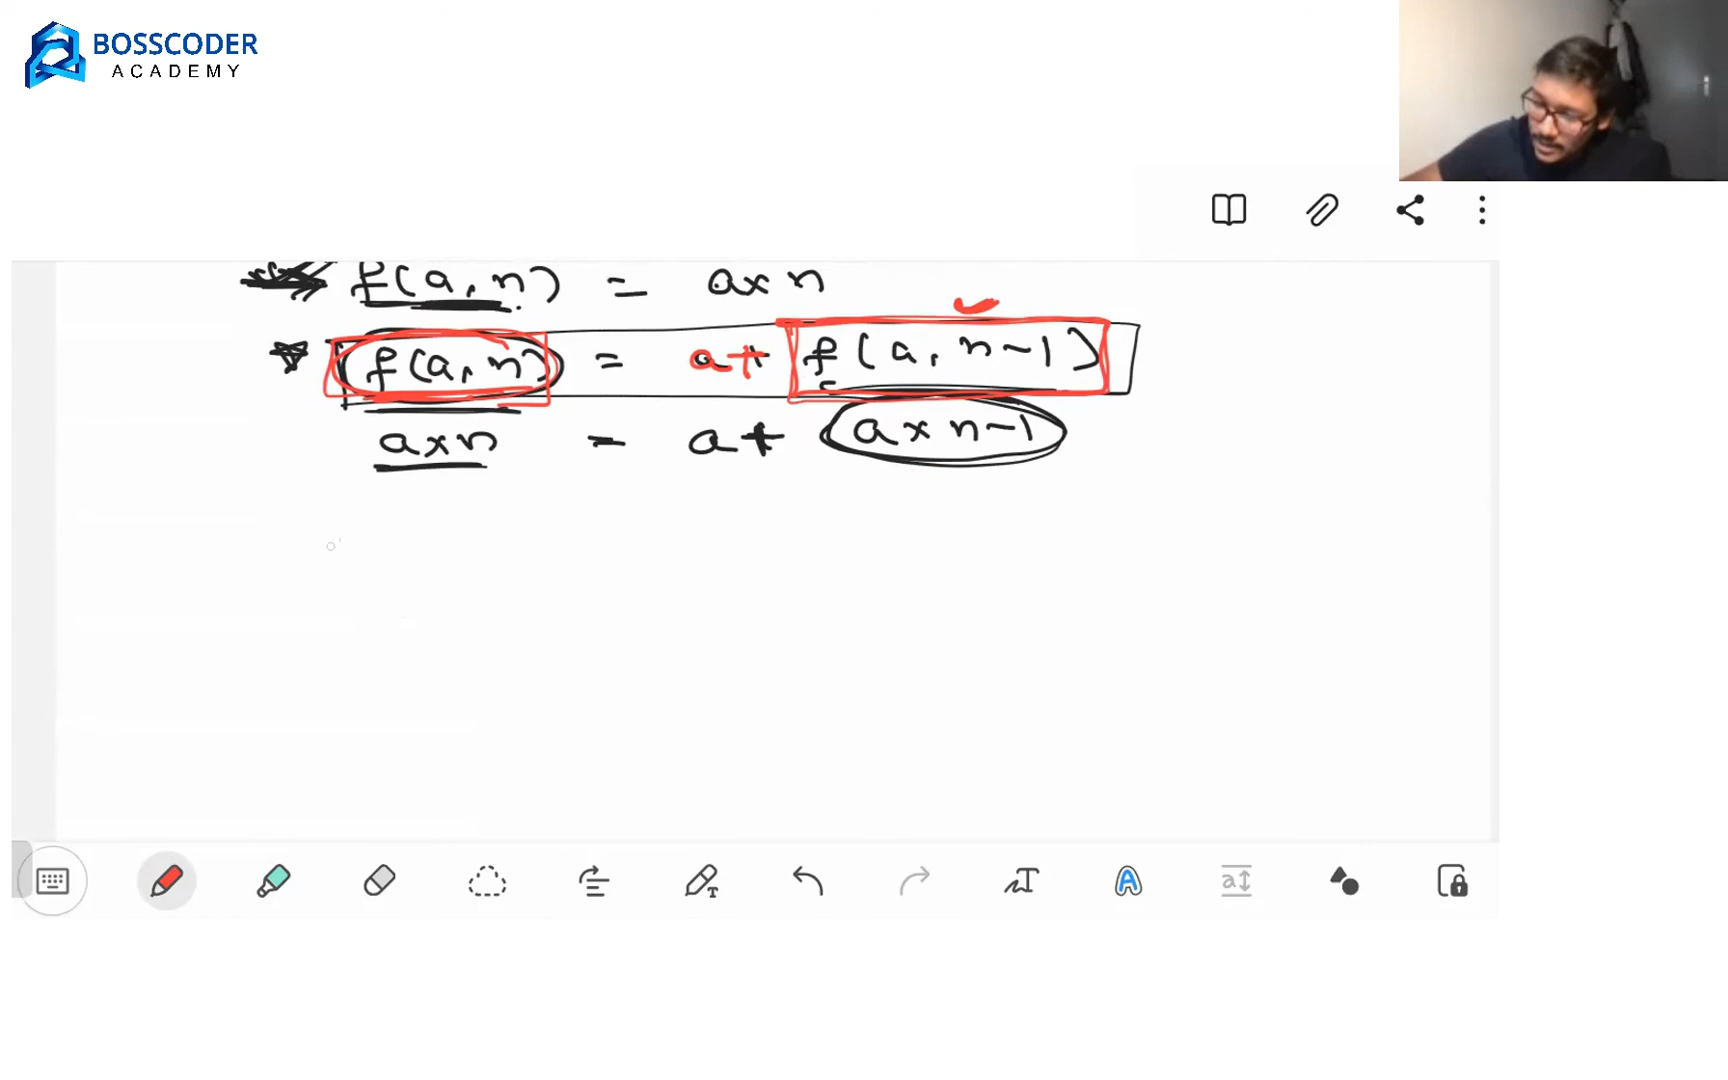 BOSSCODER
ACADEMY
f(a, n) = a x n
f(a, n) = a + f(a, n-1)
a x n = a + a x n-1